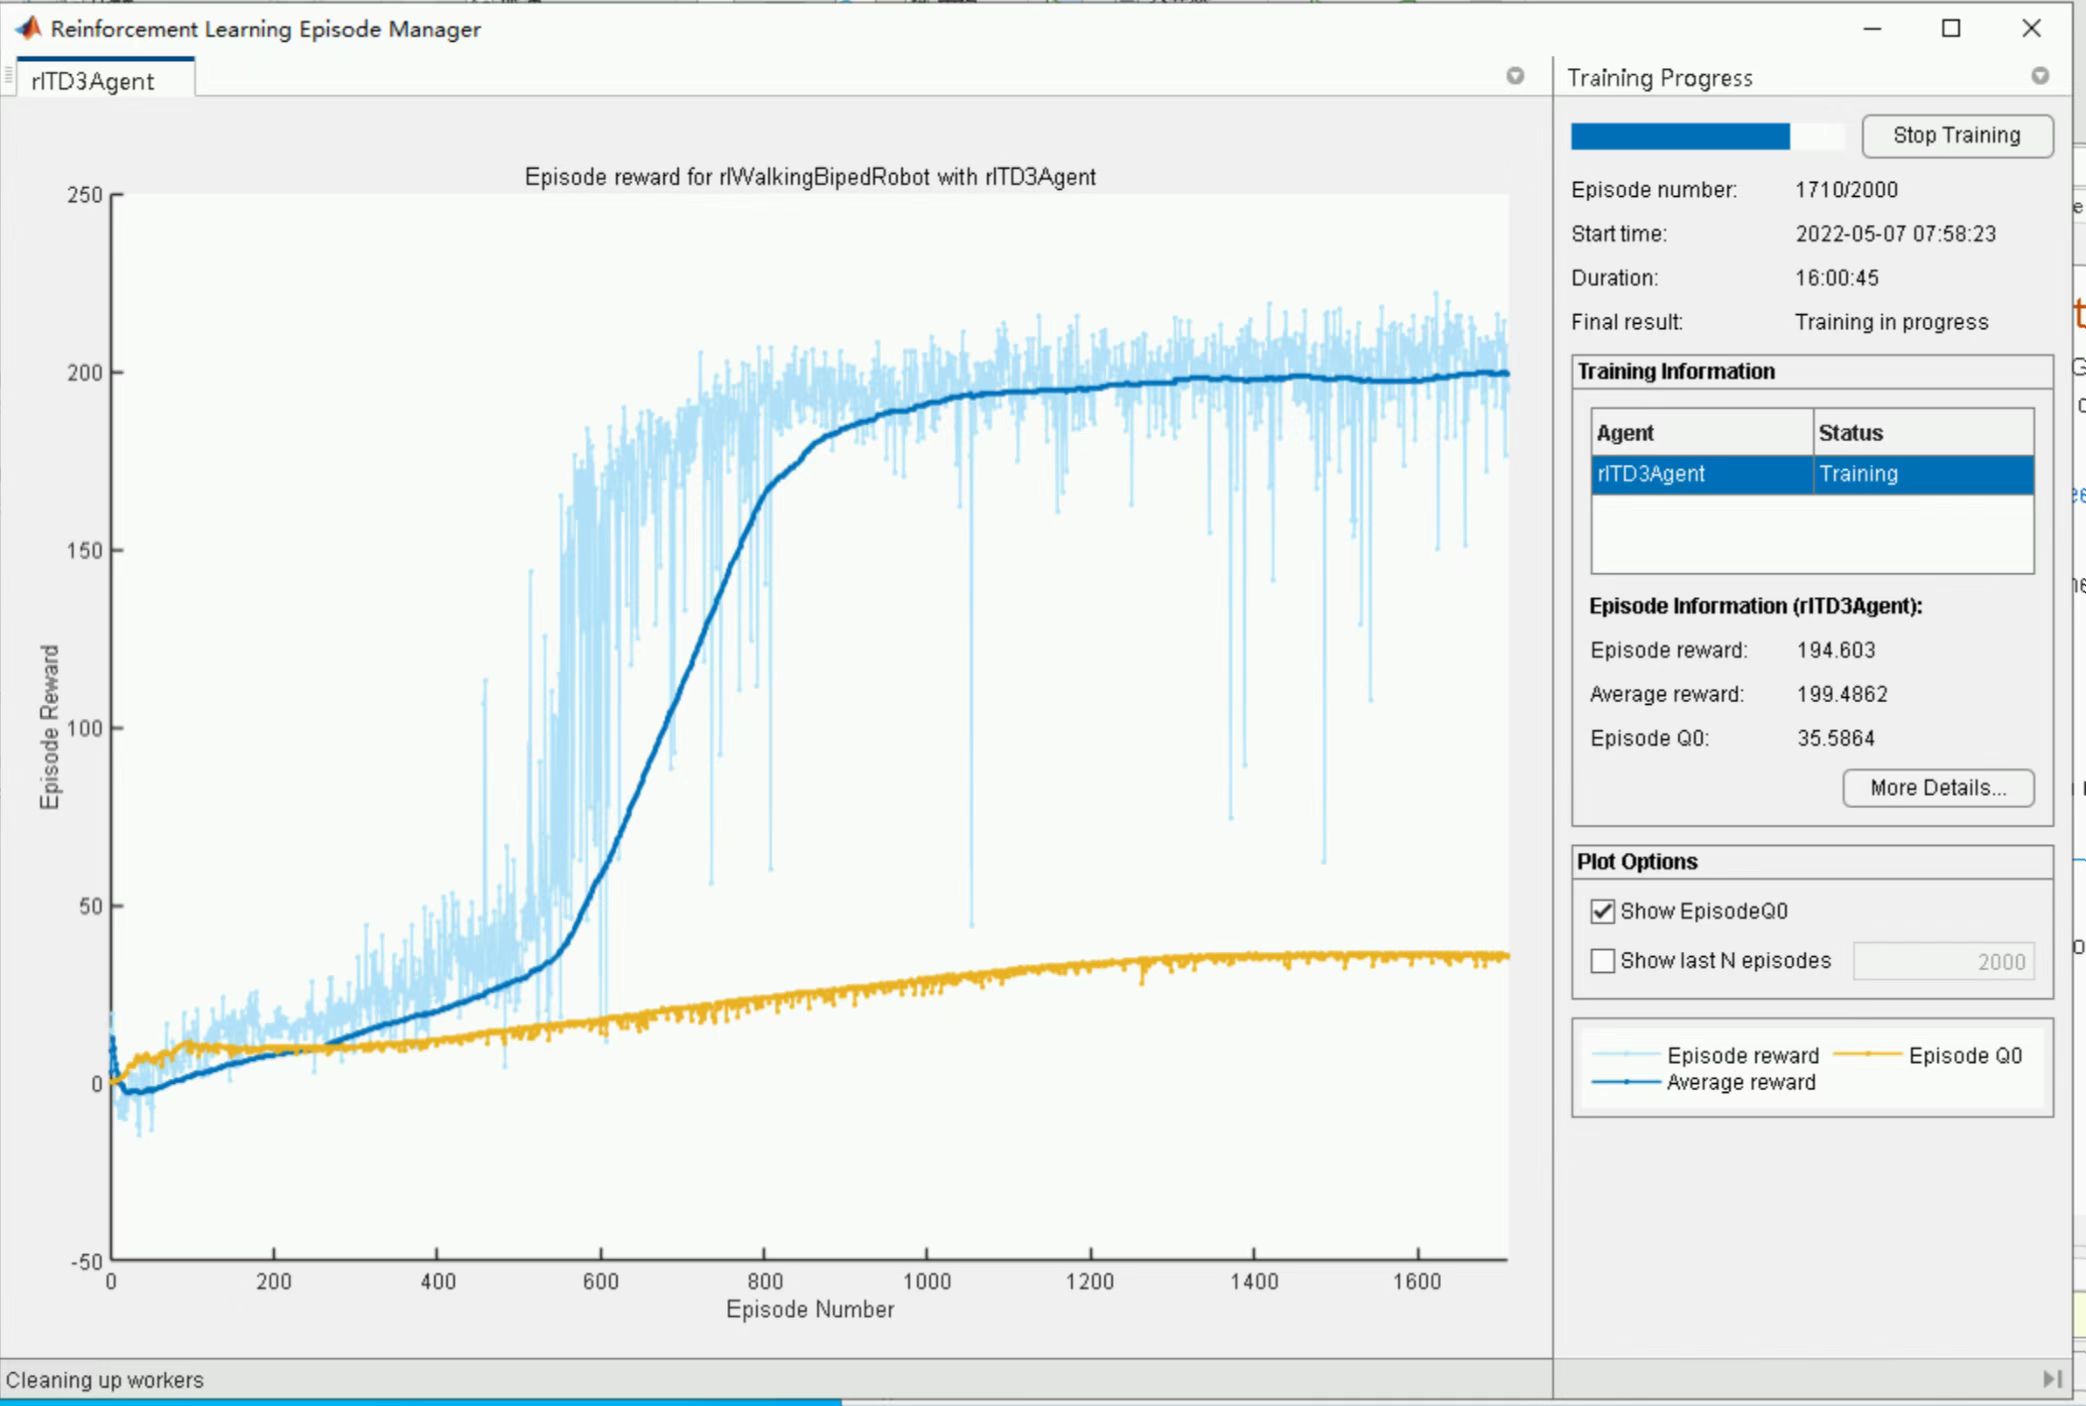 Reinforcement Learning Episode Manager
rlTD3Agent
Training Progress
Stop Training
Episode number: 1710/2000
Start time: 2022-05-07 07:58:23
Duration: 16:00:45
Final result: Training in progress
Training Information
Agent Status
rlTD3Agent Training
Episode Information (rlTD3Agent):
Episode reward: 194.603
Average reward: 199.4862
Episode Q0: 35.5864
More Details...
Plot Options
Show EpisodeQ0
Show last N episodes 2000
Episode reward Episode Q0
Average reward
Episode reward for rlWalkingBipedRobot with rlTD3Agent
250
200
150
100
50
0
-50
Episode Reward
0 200 400 600 800 1000 1200 1400 1600
Episode Number
Cleaning up workers